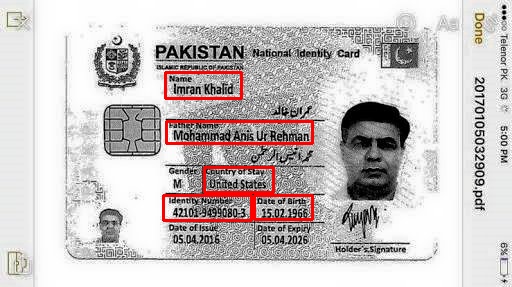 Done
20170105032909.pdf
Telenor PK 3G 5:00 PM 6%
Aa
PAKISTAN National Identity Card
ISLAMIC REPUBLIC OF PAKISTAN
Name
Imran Khalid
عمران خالد
Father Name
Mohammad Anis Ur Rehman
محمد انیس الرحمٰن
Gender Country of Stay
M United States
Identity Number Date of Birth
42101-9499080-3 15.02.1966
Date of Issue Date of Expiry
05.04.2016 05.04.2026
Holder's Signature